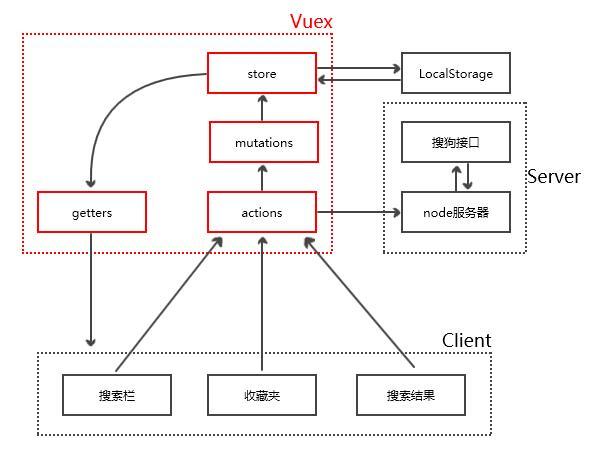 Vuex
store
LocalStorage
mutations
搜狗接口
Server
getters
actions
node服务器
Client
搜索栏
收藏夹
搜索结果